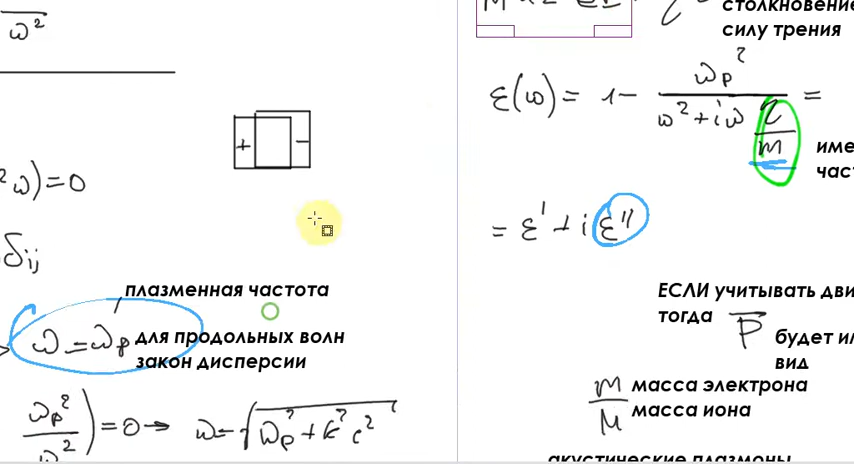 ω²
+ −
²ω)=0
δij
плазменная частота
ω=ωp для продольных волн
закон дисперсии
ωp²/ω²)=0→ ω=√ωp²+k²c²
столкновение
силу трения
ε(ω)= 1− ωp²/ω²+iω η/m =
име
част
= ε'+iε''
ЕСЛИ учитывать дви
тогда P будет им
вид
m масса электрона
M масса иона
акустические плазмоны